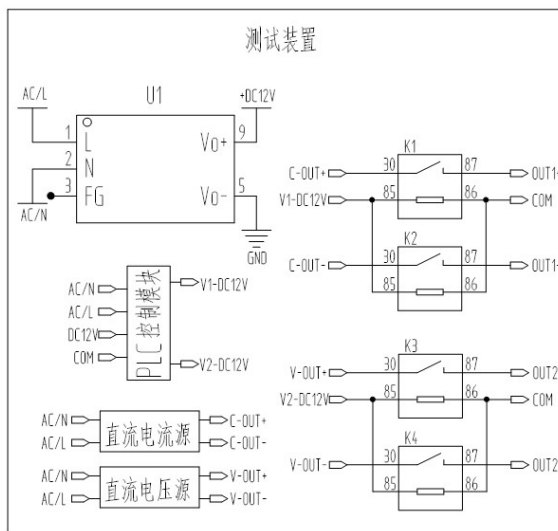 测试装置
AC/L
U1
+DC12V
1
L
Vo+
9
2
N
3
FG
Vo-
5
AC/N
GND
K1
C-OUT+
30
87
OUT1+
V1-DC12V
85
86
COM
K2
C-OUT-
30
87
OUT1-
85
86
AC/N
AC/L
DC12V
COM
PLC控制模块
V1-DC12V
V2-DC12V
K3
V-OUT+
30
87
OUT2
V2-DC12V
85
86
COM
K4
V-OUT-
30
87
OUT2
85
86
AC/N
AC/L
直流电流源
C-OUT+
C-OUT-
AC/N
AC/L
直流电压源
V-OUT+
V-OUT-